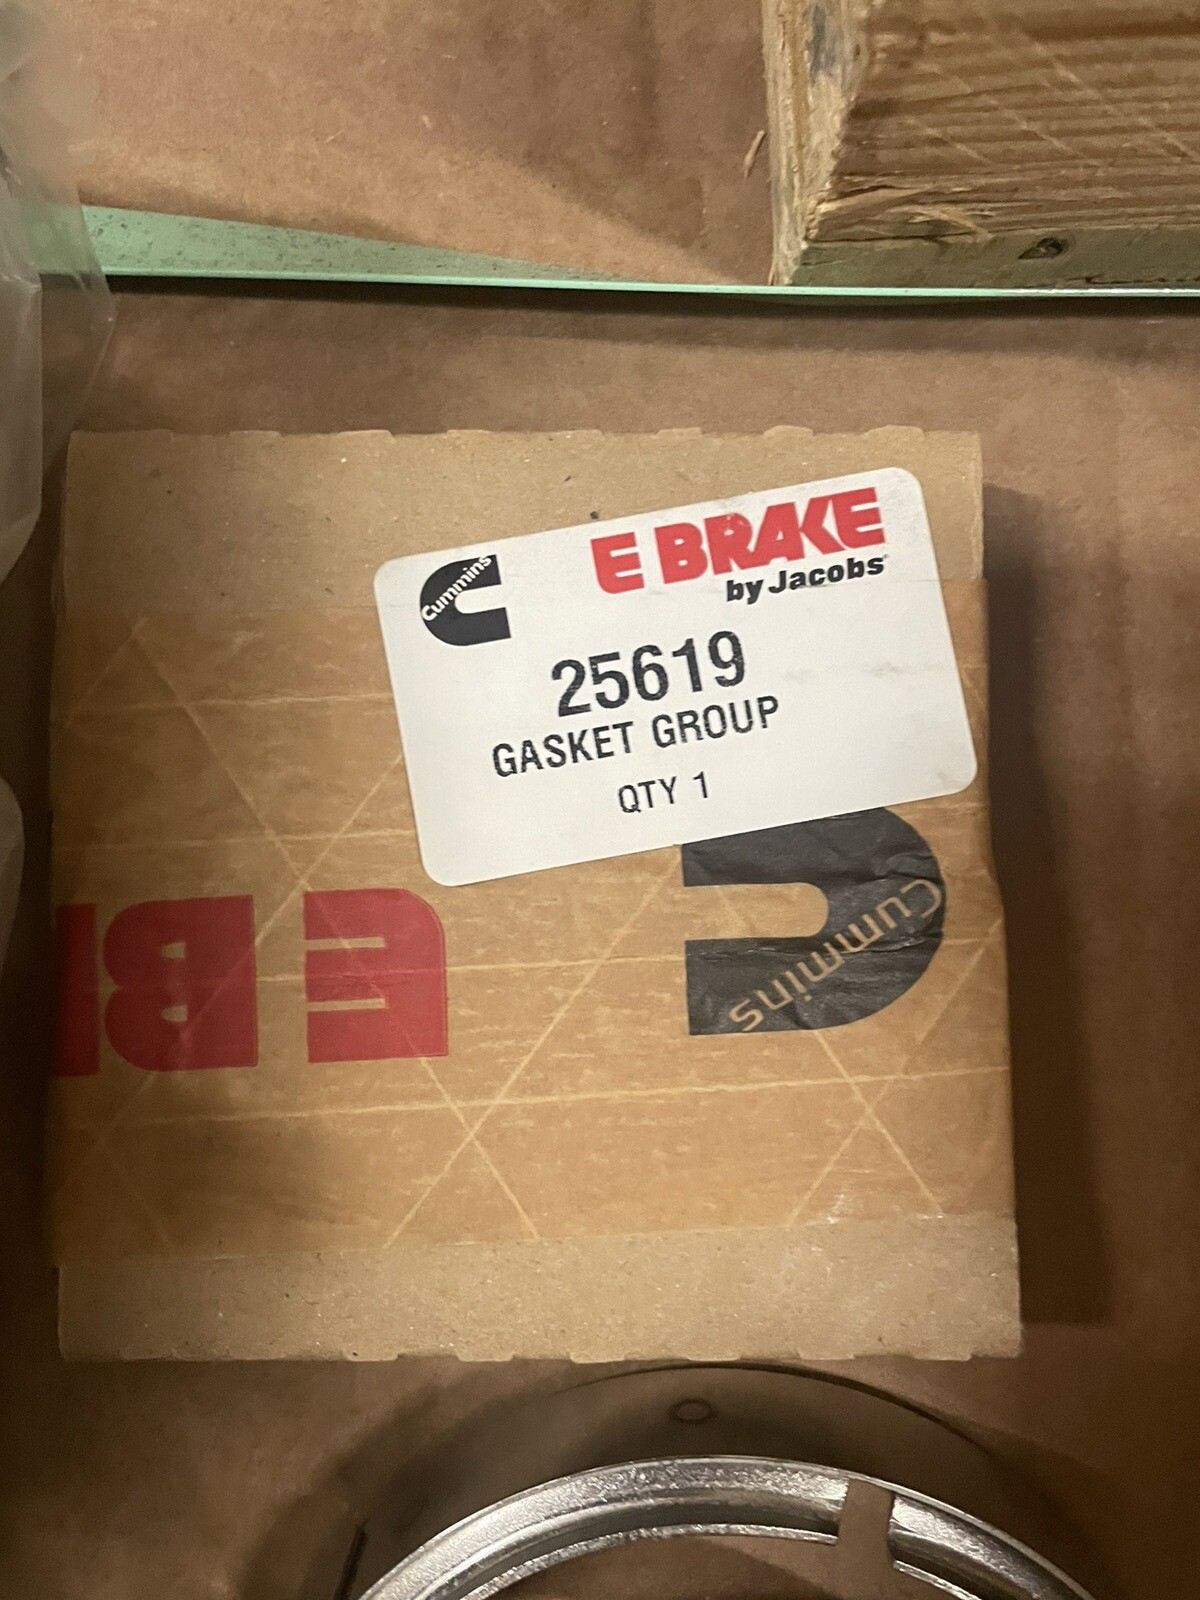 Cummins
E BRAKE
by Jacobs
25619
GASKET GROUP
QTY 1
E B
Cummins